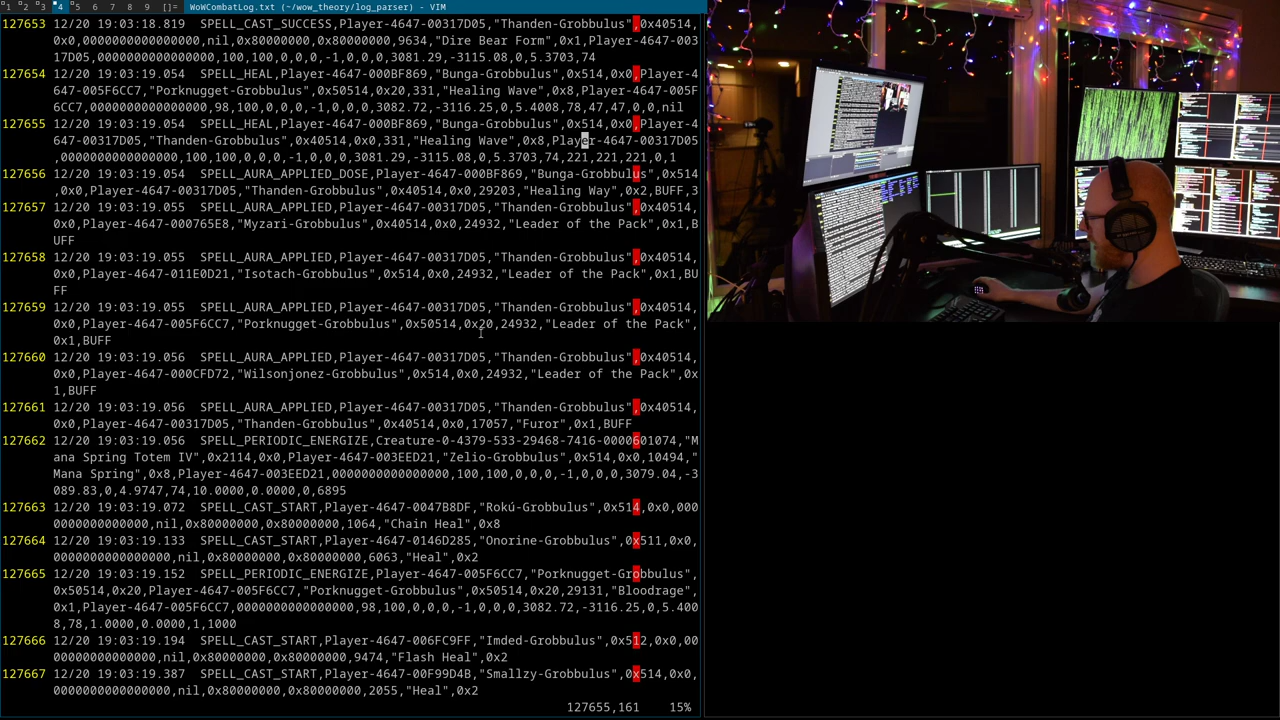 1 2 3 4 5 6 7 8 9 []= WoWCombatLog.txt (~/wow_theory/log_parser) - VIM
127653 12/20 19:03:18.819  SPELL_CAST_SUCCESS,Player-4647-00317D05,"Thanden-Grobbulus",0x40514,
0x0,0000000000000000,nil,0x80000000,0x80000000,9634,"Dire Bear Form",0x1,Player-4647-003
17D05,0000000000000000,100,100,0,0,0,-1,0,0,0,3081.29,-3115.08,0,5.3703,74
127654 12/20 19:03:19.054  SPELL_HEAL,Player-4647-000BF869,"Bunga-Grobbulus",0x514,0x0,Player-4
647-005F6CC7,"Porknugget-Grobbulus",0x50514,0x20,331,"Healing Wave",0x8,Player-4647-005F
6CC7,0000000000000000,98,100,0,0,0,-1,0,0,0,3082.72,-3116.25,0,5.4008,78,47,47,0,0,nil
127655 12/20 19:03:19.054  SPELL_HEAL,Player-4647-000BF869,"Bunga-Grobbulus",0x514,0x0,Player-4
647-00317D05,"Thanden-Grobbulus",0x40514,0x0,331,"Healing Wave",0x8,Player-4647-00317D05
,0000000000000000,100,100,0,0,0,-1,0,0,0,3081.29,-3115.08,0,5.3703,74,221,221,221,0,1
127656 12/20 19:03:19.054  SPELL_AURA_APPLIED_DOSE,Player-4647-000BF869,"Bunga-Grobbulus",0x514
,0x0,Player-4647-00317D05,"Thanden-Grobbulus",0x40514,0x0,29203,"Healing Way",0x2,BUFF,3
127657 12/20 19:03:19.055  SPELL_AURA_APPLIED,Player-4647-00317D05,"Thanden-Grobbulus",0x40514,
0x0,Player-4647-000765E8,"Myzari-Grobbulus",0x40514,0x0,24932,"Leader of the Pack",0x1,B
UFF
127658 12/20 19:03:19.055  SPELL_AURA_APPLIED,Player-4647-00317D05,"Thanden-Grobbulus",0x40514,
0x0,Player-4647-011E0D21,"Isotach-Grobbulus",0x514,0x0,24932,"Leader of the Pack",0x1,BU
FF
127659 12/20 19:03:19.055  SPELL_AURA_APPLIED,Player-4647-00317D05,"Thanden-Grobbulus",0x40514,
0x0,Player-4647-005F6CC7,"Porknugget-Grobbulus",0x50514,0x20,24932,"Leader of the Pack",
0x1,BUFF
127660 12/20 19:03:19.056  SPELL_AURA_APPLIED,Player-4647-00317D05,"Thanden-Grobbulus",0x40514,
0x0,Player-4647-000CFD72,"Wilsonjonez-Grobbulus",0x514,0x0,24932,"Leader of the Pack",0x
1,BUFF
127661 12/20 19:03:19.056  SPELL_AURA_APPLIED,Player-4647-00317D05,"Thanden-Grobbulus",0x40514,
0x0,Player-4647-00317D05,"Thanden-Grobbulus",0x40514,0x0,17057,"Furor",0x1,BUFF
127662 12/20 19:03:19.056  SPELL_PERIODIC_ENERGIZE,Creature-0-4379-533-29468-7416-0000601074,"M
ana Spring Totem IV",0x2114,0x0,Player-4647-003EED21,"Zelio-Grobbulus",0x514,0x0,10494,"
Mana Spring",0x8,Player-4647-003EED21,0000000000000000,100,100,0,0,0,-1,0,0,0,3079.04,-3
089.83,0,4.9747,74,10.0000,0.0000,0,6895
127663 12/20 19:03:19.072  SPELL_CAST_START,Player-4647-0047B8DF,"Rokú-Grobbulus",0x514,0x0,000
0000000000000,nil,0x80000000,0x80000000,1064,"Chain Heal",0x8
127664 12/20 19:03:19.133  SPELL_CAST_START,Player-4647-0146D285,"Onorine-Grobbulus",0x511,0x0,
0000000000000000,nil,0x80000000,0x80000000,6063,"Heal",0x2
127665 12/20 19:03:19.152  SPELL_PERIODIC_ENERGIZE,Player-4647-005F6CC7,"Porknugget-Grobbulus",
0x50514,0x20,Player-4647-005F6CC7,"Porknugget-Grobbulus",0x50514,0x20,29131,"Bloodrage",
0x1,Player-4647-005F6CC7,0000000000000000,98,100,0,0,0,-1,0,0,0,3082.72,-3116.25,0,5.400
8,78,1.0000,0.0000,1,1000
127666 12/20 19:03:19.194  SPELL_CAST_START,Player-4647-006FC9FF,"Imded-Grobbulus",0x512,0x0,00
00000000000000,nil,0x80000000,0x80000000,9474,"Flash Heal",0x2
127667 12/20 19:03:19.387  SPELL_CAST_START,Player-4647-00F99D4B,"Smallzy-Grobbulus",0x514,0x0,
0000000000000000,nil,0x80000000,0x80000000,2055,"Heal",0x2
127655,161 15%